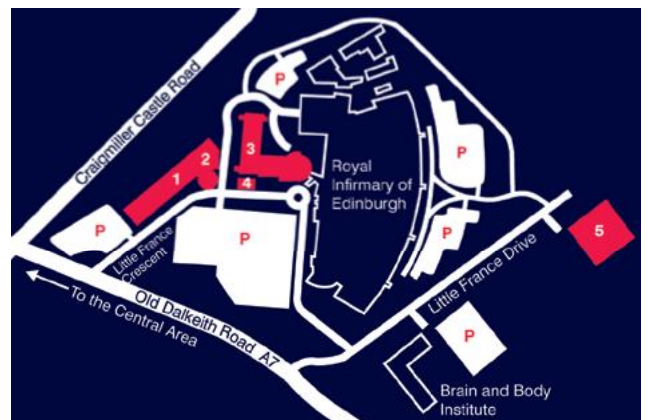 Craigmiller Castle Road
P
3
2
1
4
Royal
Infirmary of
Edinburgh
P
P
P
P
5
Little France
Crescent
Little France Drive
To the Central Area
Old Dalkeith Road A7
P
Brain and Body
Institute